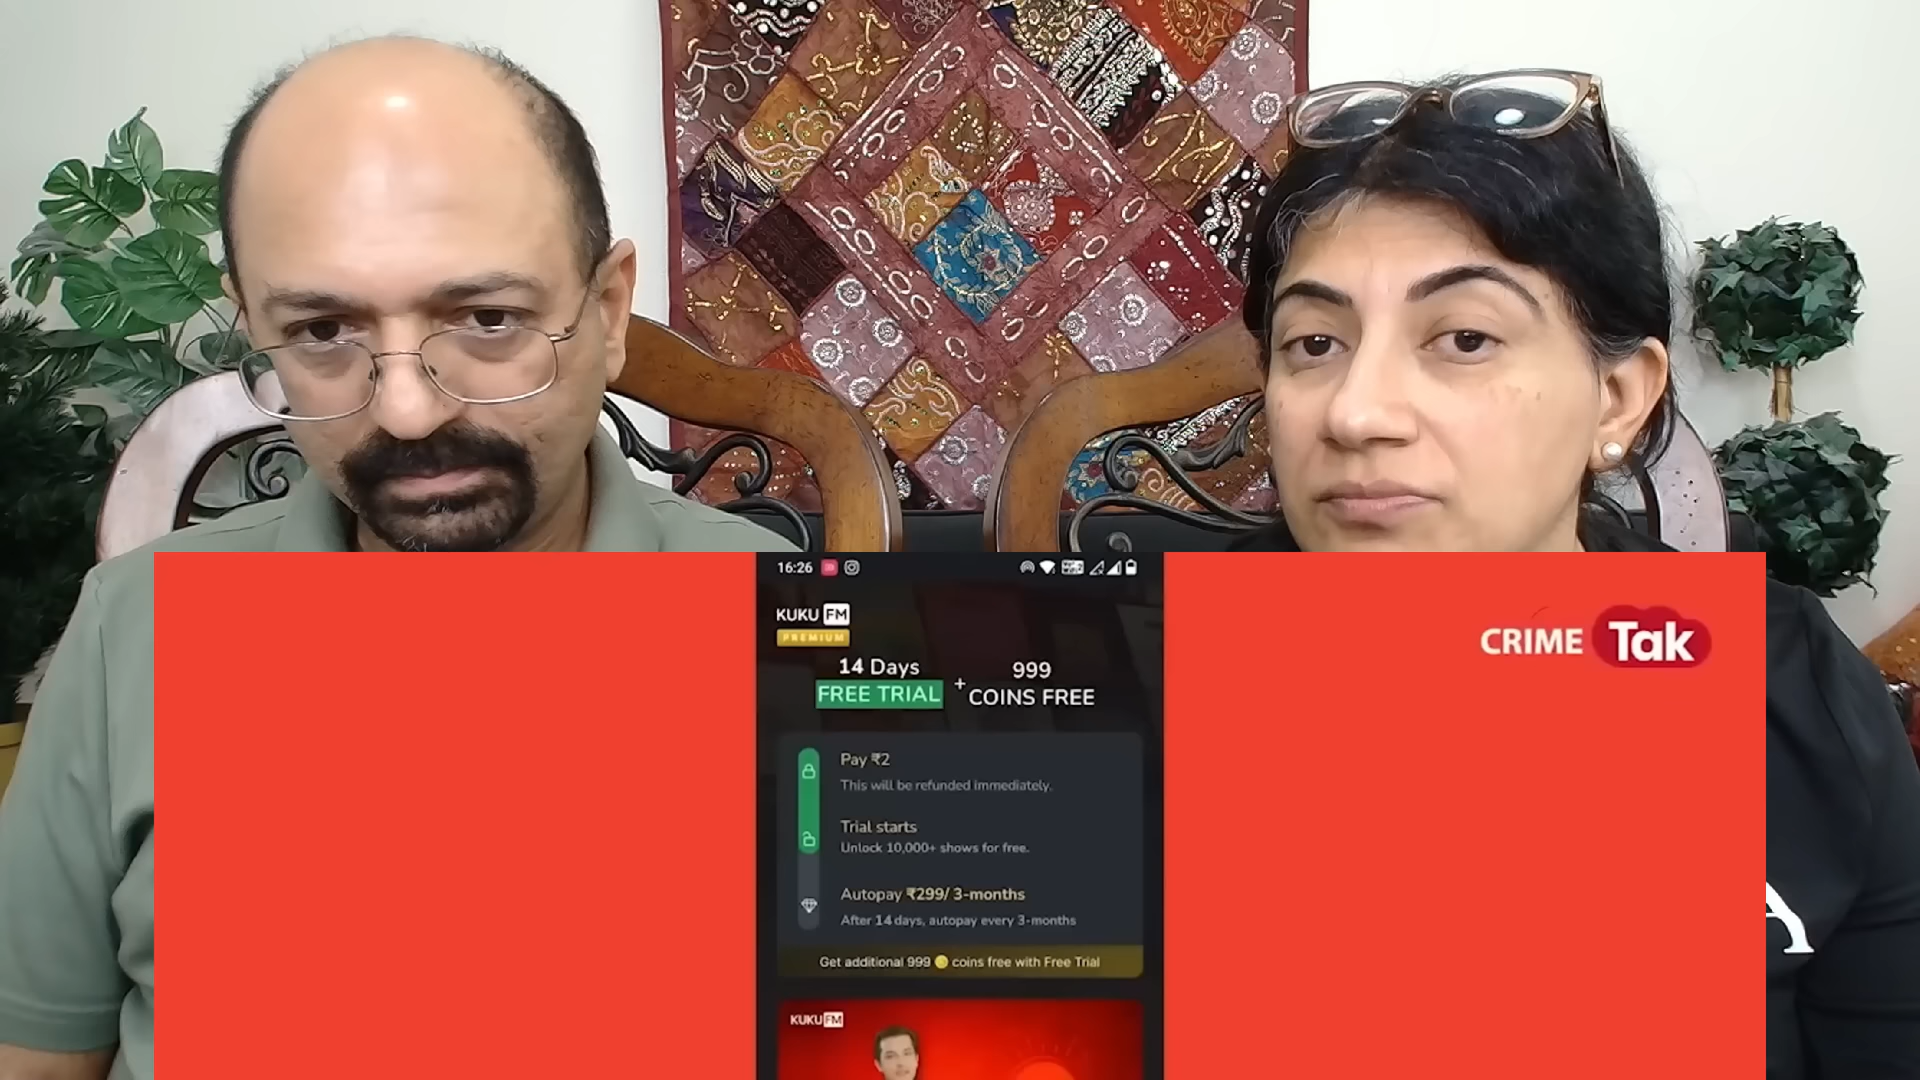 16:26
KUKU FM
PREMIUM
14 Days
FREE TRIAL
+
999
COINS FREE
Pay ₹2
This will be refunded immediately.
Trial starts
Unlock 10,000+ shows for free.
Autopay ₹299/ 3-months
After 14 days, autopay every 3-months
Get additional 999 coins free with Free Trial
KUKU FM
CRIME Tak
A